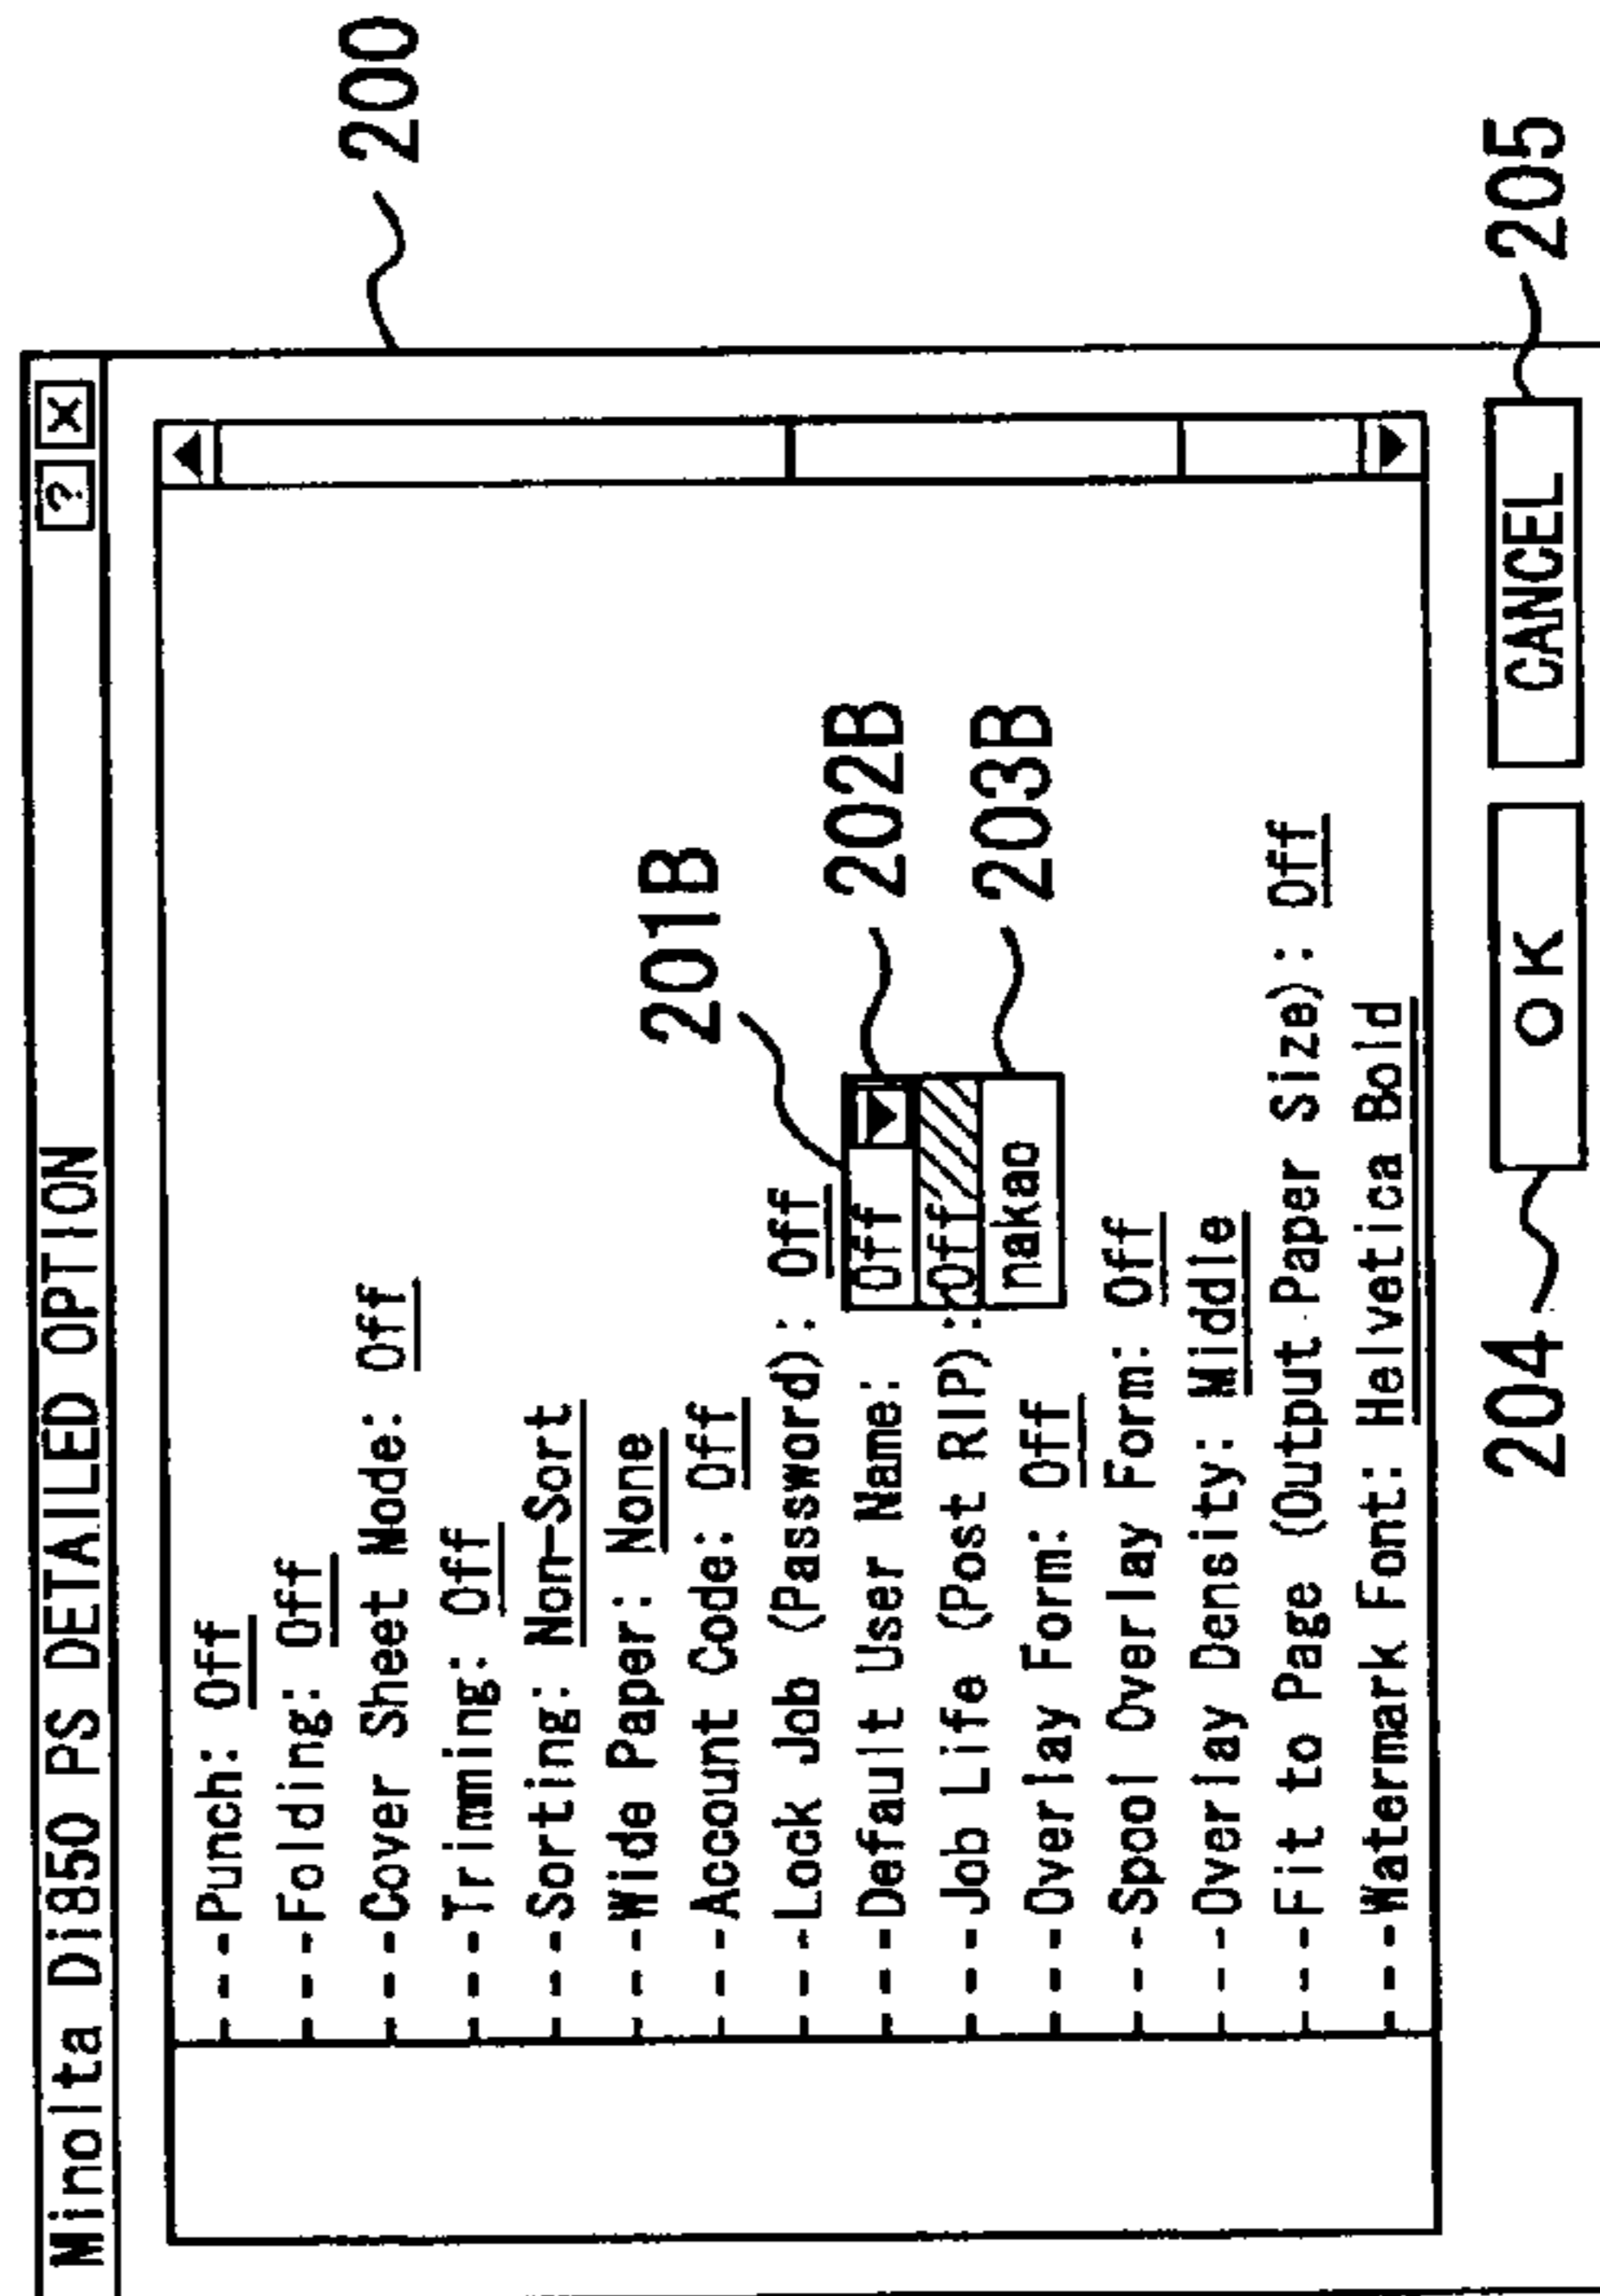 Minolta Di850 PS DETAILED OPTION ? X
200
Punch: Off
Folding: Off
Cover Sheet Mode: Off
Trimming: Off
Sorting: Non-Sort
Wide Paper: None
201B
Account Code: Off
Lock Job (Password): Off
Default User Name: Off
202B
Job Life (Post RIP): Off
nakao
203B
Overlay Form: Off
Spool Overlay Form: Off
Overlay Density: Middle
Fit to Page (Output Paper Size): Off
Watermark Font: Helvetica Bold
204
OK
CANCEL
205